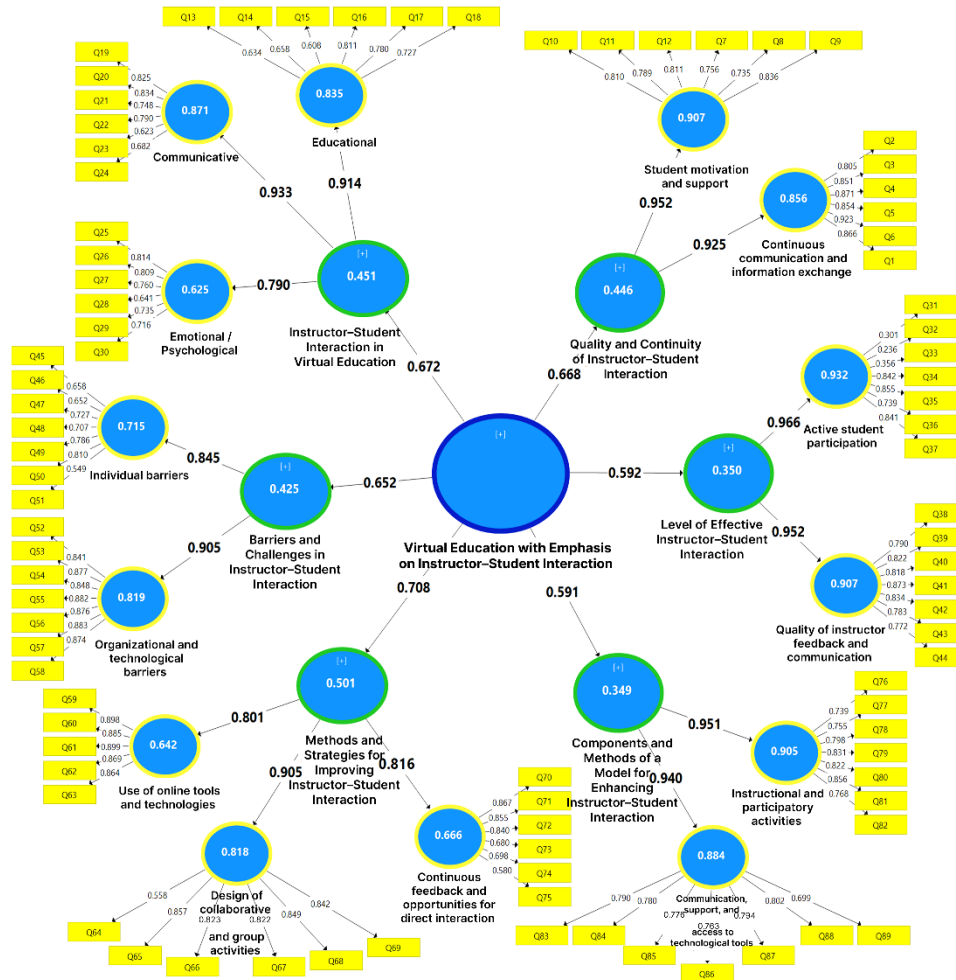 Q13 Q14 Q15 Q16 Q17 Q18
0.634 0.658 0.608 0.811 0.780 0.727
0.835
Educational
0.914
Q19
Q20
Q21
Q22
Q23
Q24
0.825
0.834
0.748
0.790
0.623
0.682
0.871
Communicative
0.933
Q10 Q11 Q12 Q7 Q8 Q9
0.810 0.789 0.811 0.756 0.735 0.836
0.907
Student motivation
and support
0.952
Q2
Q3
Q4
Q5
Q6
Q1
0.805
0.851
0.871
0.854
0.923
0.866
0.856
Continuous
communication and
information exchange
0.925
Q25
Q26
Q27
Q28
Q29
Q30
0.814
0.809
0.760
0.641
0.735
0.716
0.625
Emotional /
Psychological
0.790
[+]
0.451
Instructor–Student
Interaction in
Virtual Education
0.672
[+]
0.446
Quality and Continuity
of Instructor–Student
Interaction
0.668
Q31
Q32
Q33
Q34
Q35
Q36
Q37
0.301
0.236
0.356
0.842
0.855
0.739
0.841
0.932
Active student
participation
0.966
Q45
Q46
Q47
Q48
Q49
Q50
Q51
0.658
0.652
0.727
0.707
0.786
0.810
0.549
0.715
Individual barriers
0.845
[+]
0.425
Barriers and
Challenges in
Instructor–Student
Interaction
0.652
[+]
Virtual Education with Emphasis
on Instructor–Student Interaction
0.592
[+]
0.350
Level of Effective
Instructor–Student
Interaction
0.952
Q38
Q39
Q40
Q41
Q42
Q43
Q44
0.790
0.822
0.818
0.873
0.834
0.783
0.772
0.907
Quality of instructor
feedback and
communication
Q52
Q53
Q54
Q55
Q56
Q57
Q58
0.841
0.877
0.848
0.882
0.876
0.883
0.874
0.819
Organizational and
technological
barriers
0.905
0.708
0.591
[+]
0.501
Methods and
Strategies for
Improving
Instructor–Student
Interaction
[+]
0.349
Components and
Methods of a
Model for
Enhancing
Instructor–Student
Interaction
Q59
Q60
Q61
Q62
Q63
0.898
0.885
0.899
0.869
0.864
0.642
Use of online tools
and technologies
0.801
0.905
0.816
0.951
0.940
Q76
Q77
Q78
Q79
Q80
Q81
Q82
0.739
0.755
0.798
0.831
0.822
0.856
0.768
0.905
Instructional and
participatory
activities
Q70
Q71
Q72
Q73
Q74
Q75
0.867
0.855
0.840
0.680
0.698
0.580
0.666
Continuous
feedback and
opportunities for
direct interaction
0.818
Design of
collaborative
and group
activities
0.558 0.857 0.823 0.822 0.849 0.842
Q64 Q65 Q66 Q67 Q68 Q69
0.884
Communication,
support, and
access to
technological tools
0.790 0.780 0.763 0.794 0.802 0.699
Q83 Q84 Q85 Q86 Q87 Q88 Q89